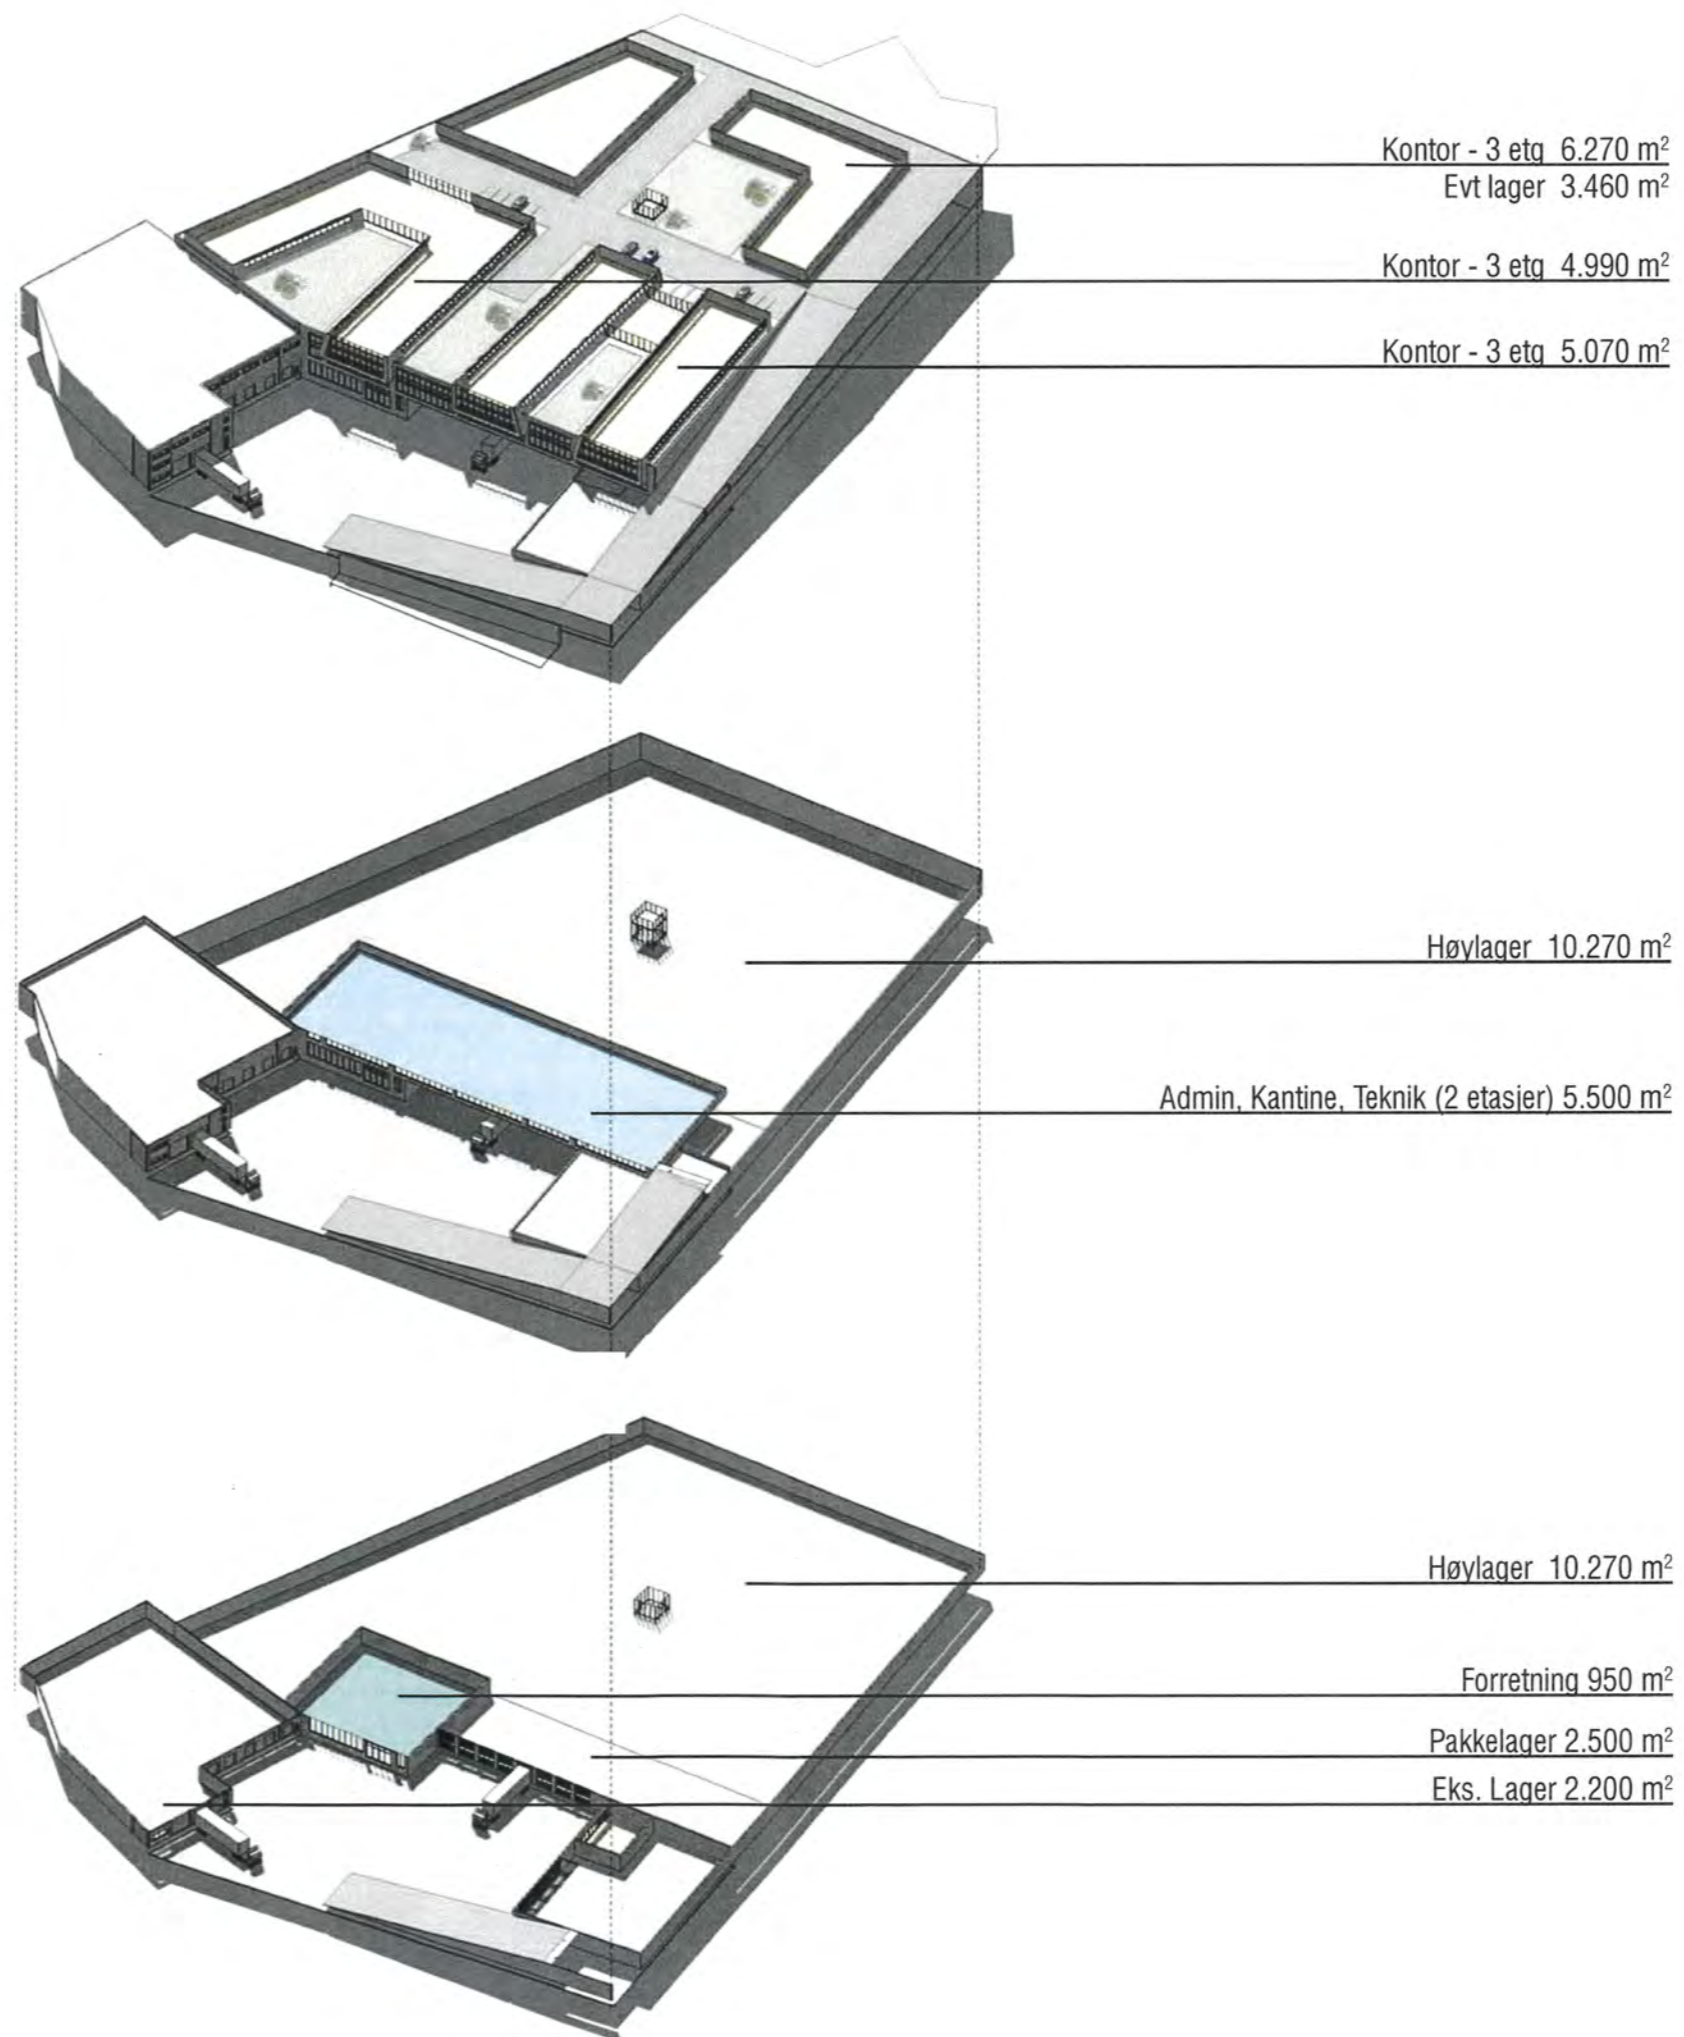 Kontor - 3 etg 6.270 m²
Evt lager 3.460 m²
Kontor - 3 etg 4.990 m²
Kontor - 3 etg 5.070 m²
Høylager 10.270 m²
Admin, Kantine, Teknik (2 etasjer) 5.500 m²
Høylager 10.270 m²
Forretning 950 m²
Pakkelager 2.500 m²
Eks. Lager 2.200 m²